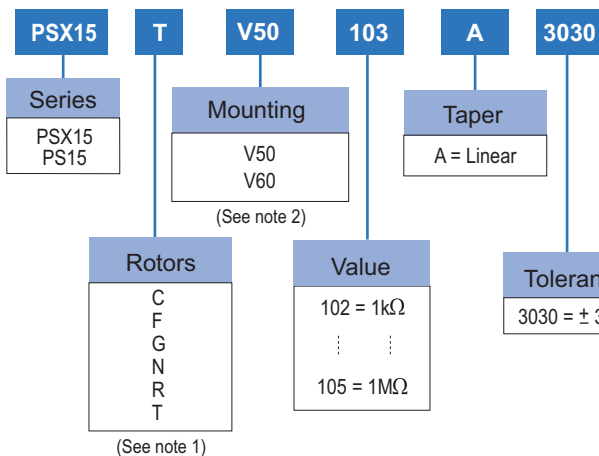 PSX15 T V50 103 A 3030
Series
PSX15
PS15
Mounting
V50
V60
(See note 2)
Taper
A = Linear
Rotors
C
F
G
N
R
T
(See note 1)
Value
102 = 1kΩ
105 = 1MΩ
3030 = ±